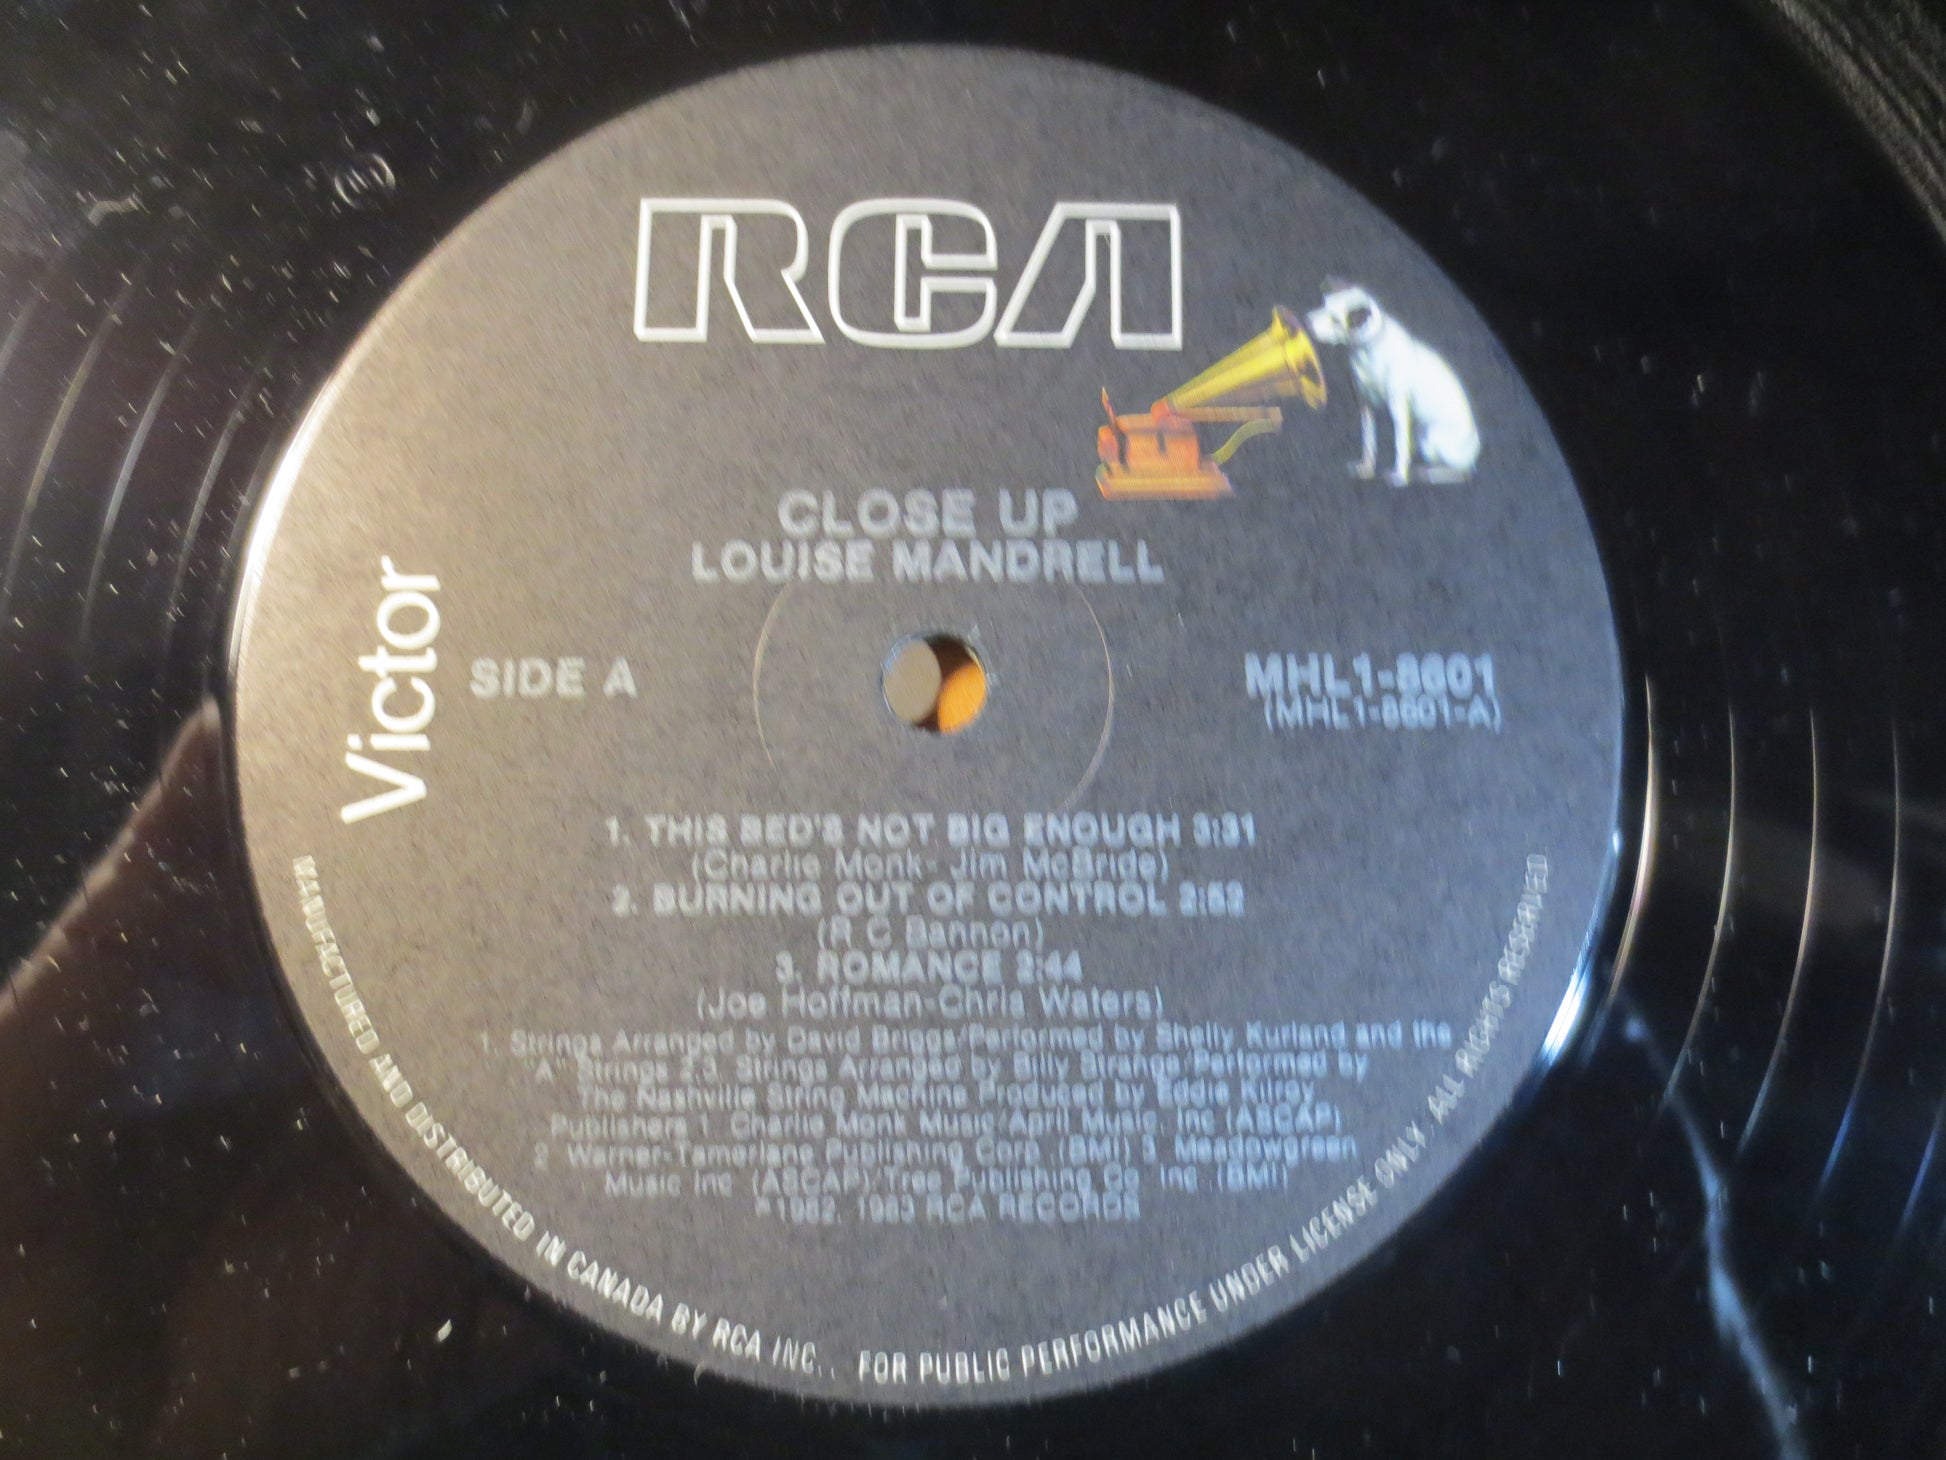 RCA
CLOSE UP
LOUISE MANDRELL
Victor
SIDE A
MHL1-8601
(MHL1-8601-A)
1. THIS BED'S NOT BIG ENOUGH 3:31
(Charlie Monk-Jim McBride)
2. BURNING OUT OF CONTROL 2:52
(R C Bannon)
3. ROMANCE 2:44
(Joe Hoffman-Chris Waters)
1. Strings Arranged by David Briggs/Performed by Shelly Kurland and the
"A" Strings 2,3. Strings Arranged by Billy Strange/Performed by
The Nashville String Machine Produced by Eddie Kilroy
Publishers 1. Charlie Monk Music/April Music, Inc (ASCAP)
2 Warner-Tamerlane Publishing Corp. (BMI) 3. Meadowgreen
Music Inc (ASCAP)/Tree Publishing Co Inc (BMI)
℗1982, 1983 RCA RECORDS
MANUFACTURED AND DISTRIBUTED IN CANADA BY RCA INC.. FOR PUBLIC PERFORMANCE UNDER LICENSE ONLY. ALL RIGHTS RESERVED.